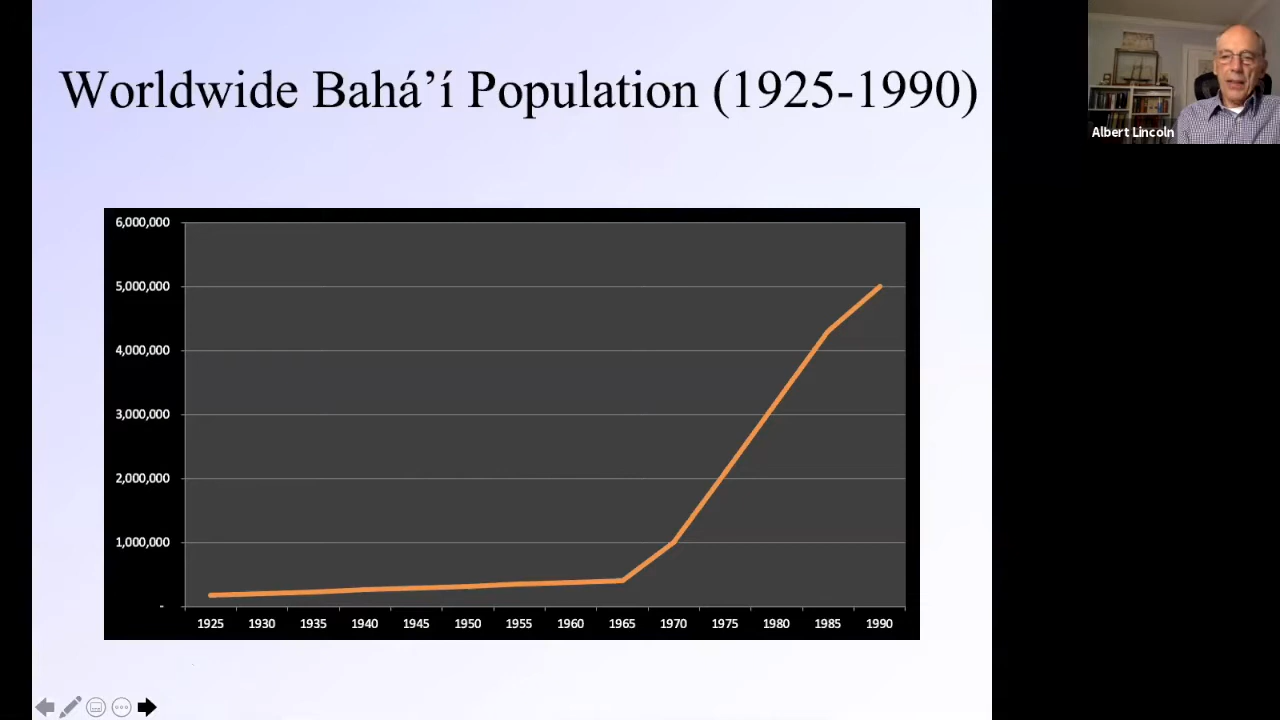 Worldwide Bahá’í Population (1925-1990)
Albert Lincoln
6,000,000
5,000,000
4,000,000
3,000,000
2,000,000
1,000,000
-
1925 1930 1935 1940 1945 1950 1955 1960 1965 1970 1975 1980 1985 1990